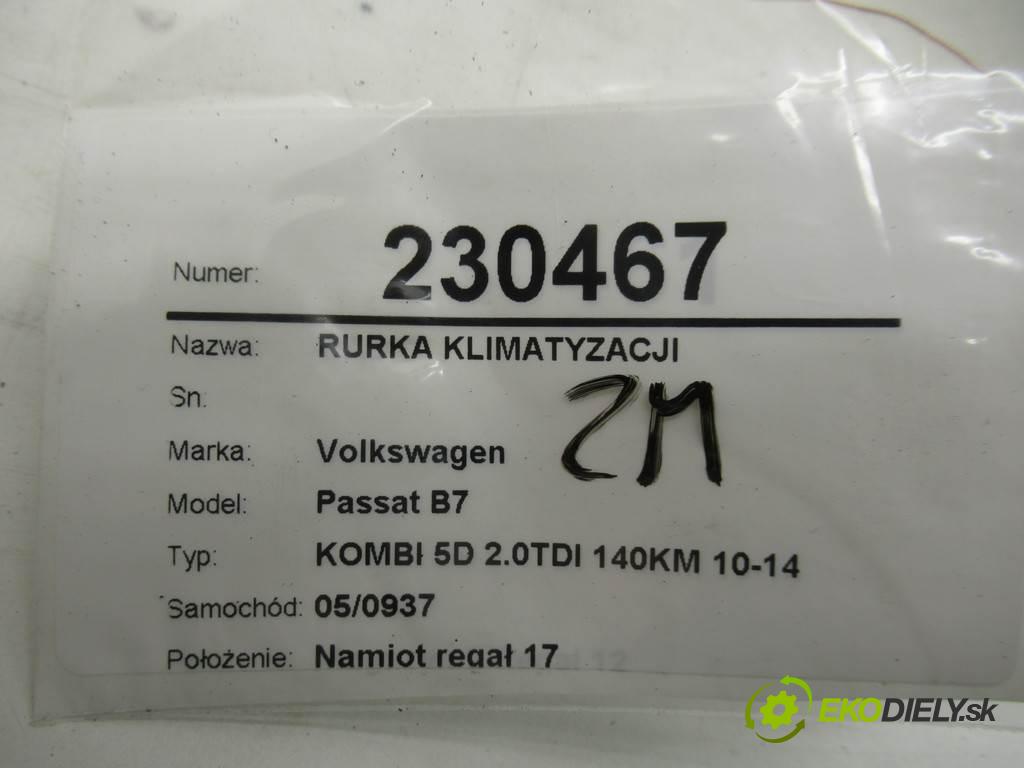 Numer: 230467
Nazwa: RURKA KLIMATYZACJI
Sn.
Marka: Volkswagen
Model: Passat B7
Typ: KOMBI 5D 2.0TDI 140KM 10-14
Samochód: 05/0937
Położenie: Namiot regał 17
EKODIELY.sk